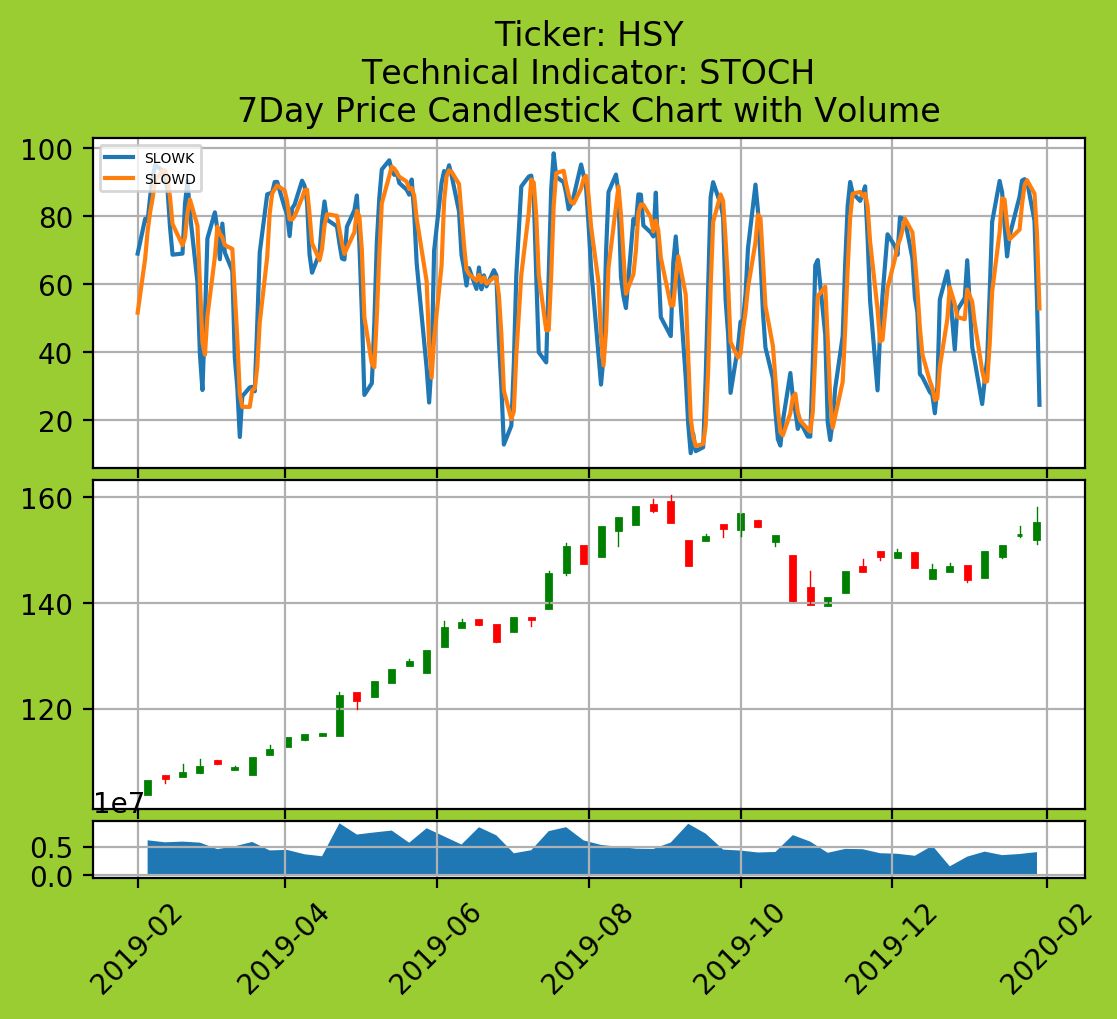 Ticker: HSY
Technical Indicator: STOCH
7Day Price Candlestick Chart with Volume
100
80
60
40
20
SLOWK
SLOWD
160
140
120
1e7
0.5
0.0
2019-02
2019-04
2019-06
2019-08
2019-10
2019-12
2020-02